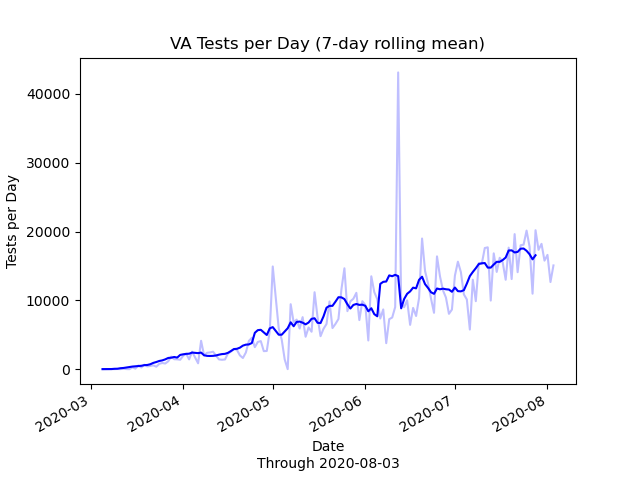 VA Tests per Day (7-day rolling mean)
40000
30000
20000
10000
0
Tests per Day
2020-03
2020-04
2020-05
2020-06
2020-07
2020-08
Date
Through 2020-08-03